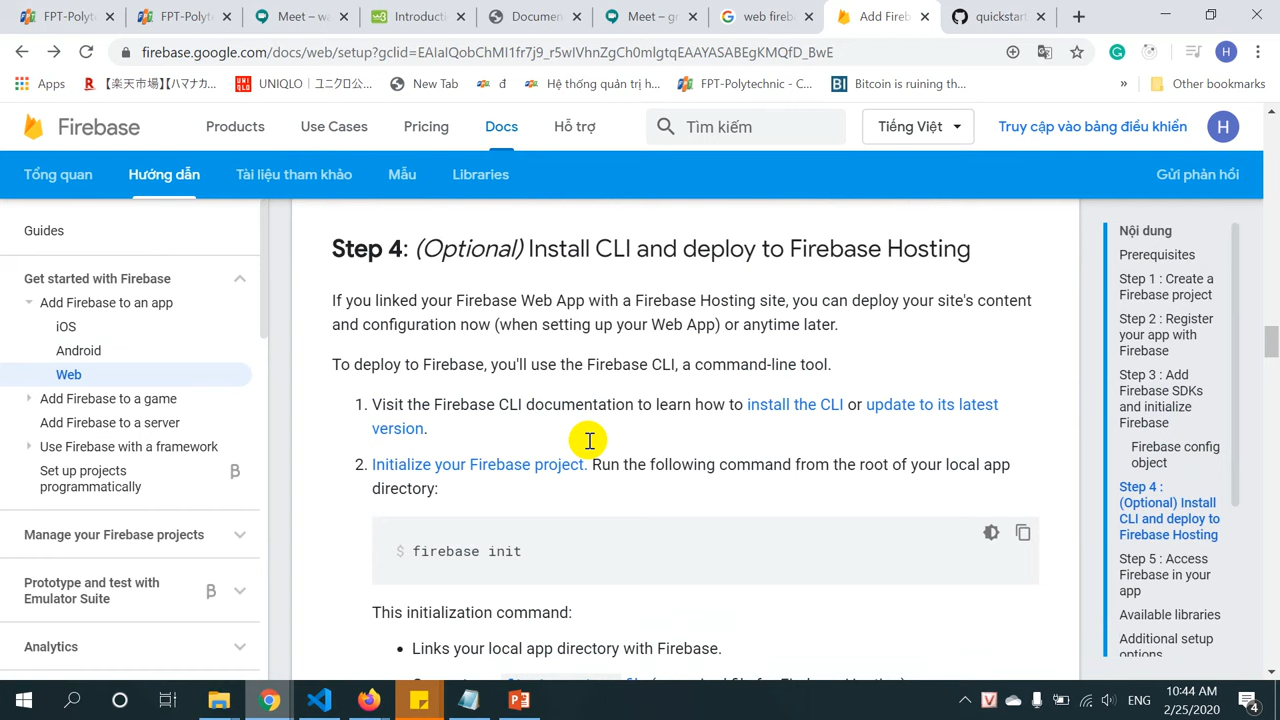 FPT-Polyt
FPT-Polyt
Meet – wa
Introducti
Documen
Meet – gr
web fireb
Add Fireb
quickstart
firebase.google.com/docs/web/setup?gclid=EAIaIQobChMI1fr7j9_r5wIVhnZgCh0mlgtqEAAYASABEgKMQfD_BwE
H
Apps
【楽天市場】【ハマナカ...
UNIQLO｜ユニクロ公...
New Tab
đ
Hệ thống quản trị h...
FPT-Polytechnic - C...
Bitcoin is ruining th...
»
Other bookmarks
Firebase
Products
Use Cases
Pricing
Docs
Hỗ trợ
Tìm kiếm
Tiếng Việt
Truy cập vào bảng điều khiển
H
Tổng quan
Hướng dẫn
Tài liệu tham khảo
Mẫu
Libraries
Gửi phản hồi
Guides
Get started with Firebase
Add Firebase to an app
iOS
Android
Web
Add Firebase to a game
Add Firebase to a server
Use Firebase with a framework
Set up projects
programmatically
Manage your Firebase projects
Prototype and test with
Emulator Suite
Analytics
Step 4: (Optional) Install CLI and deploy to Firebase Hosting
If you linked your Firebase Web App with a Firebase Hosting site, you can deploy your site's content
and configuration now (when setting up your Web App) or anytime later.
To deploy to Firebase, you'll use the Firebase CLI, a command-line tool.
1. Visit the Firebase CLI documentation to learn how to install the CLI or update to its latest
version.
2. Initialize your Firebase project. Run the following command from the root of your local app
directory:
$ firebase init
This initialization command:
• Links your local app directory with Firebase.
Nội dung
Prerequisites
Step 1 : Create a
Firebase project
Step 2 : Register
your app with
Firebase
Step 3 : Add
Firebase SDKs
and initialize
Firebase
Firebase config
object
Step 4 :
(Optional) Install
CLI and deploy to
Firebase Hosting
Step 5 : Access
Firebase in your
app
Available libraries
Additional setup
options
ENG
10:44 AM
2/25/2020
4